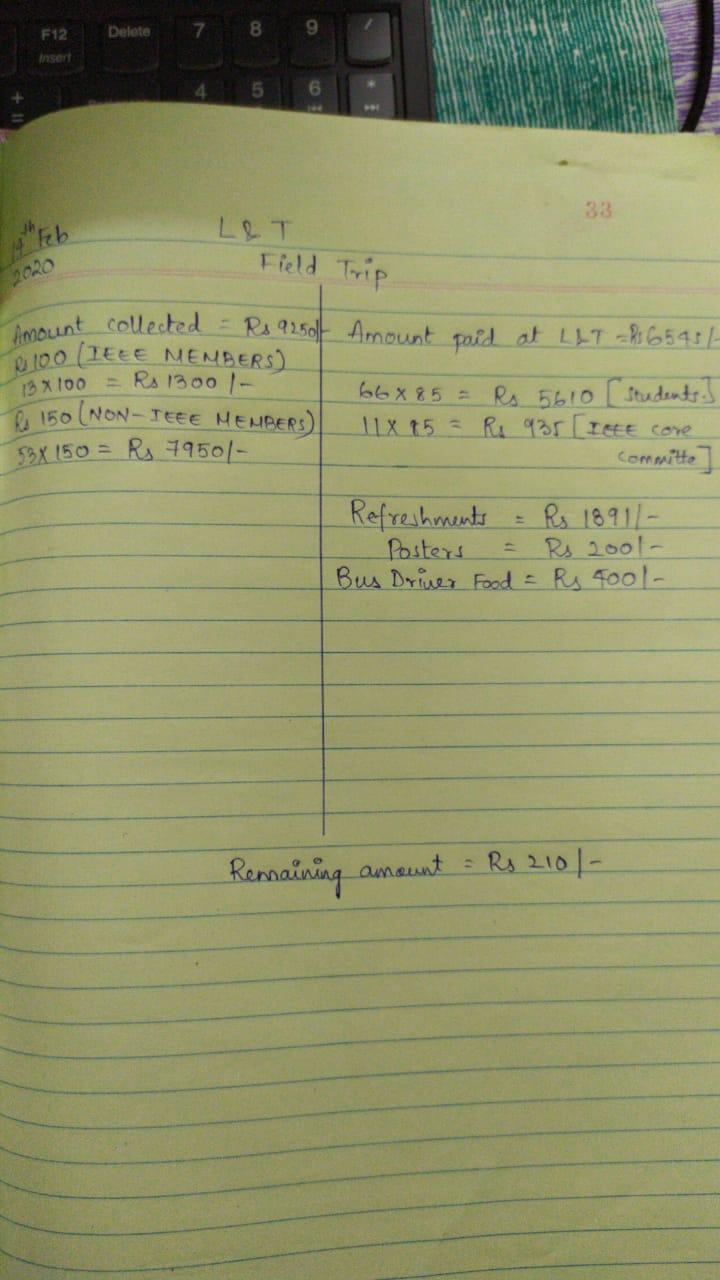 F12
Insert
Delete
7
8
9
/
+
=
4
5
6
*
33
14th Feb
2020
L & T
Field Trip
Amount collected = Rs 9250/-
Rs 100 (IEEE MEMBERS)
13 X 100 = Rs 1300 /-
Rs 150 (NON-IEEE MEMBERS)
53 X 150 = Rs 7950/-
Amount paid at L&T = Rs 6545/-
66 X 85 = Rs 5610 [Students]
11 X 85 = Rs 935 [IEEE core
committe]
Refreshments = Rs 1891/-
Posters = Rs 200/-
Bus Driver Food = Rs 400/-
Remaining amount = Rs 210/-